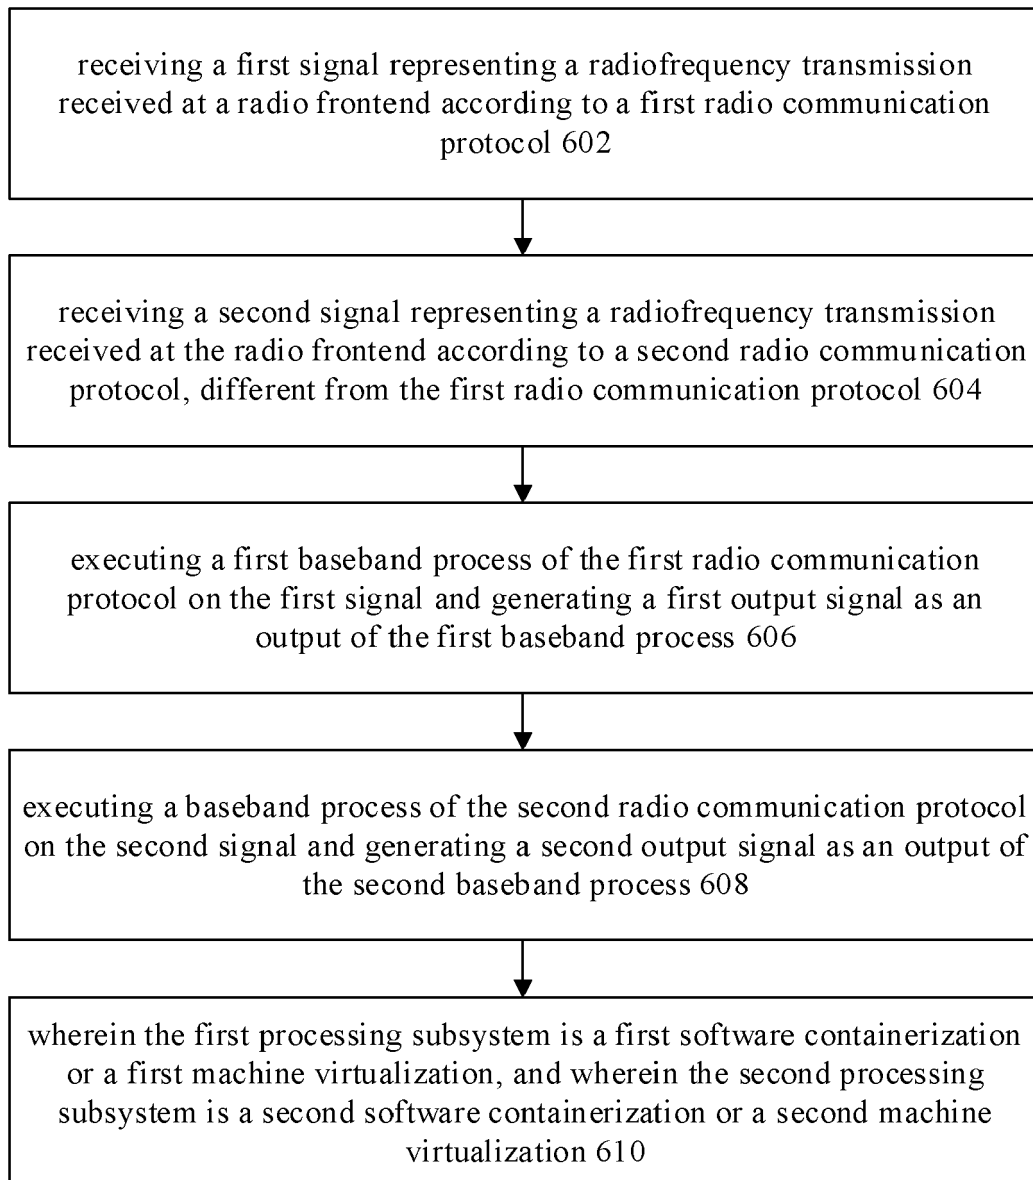 receiving a first signal representing a radiofrequency transmission
received at a radio frontend according to a first radio communication
protocol 602
receiving a second signal representing a radiofrequency transmission
received at the radio frontend according to a second radio communication
protocol, different from the first radio communication protocol 604
executing a first baseband process of the first radio communication
protocol on the first signal and generating a first output signal as an
output of the first baseband process 606
executing a baseband process of the second radio communication protocol
on the second signal and generating a second output signal as an output of
the second baseband process 608
wherein the first processing subsystem is a first software containerization
or a first machine virtualization, and wherein the second processing
subsystem is a second software containerization or a second machine
virtualization 610